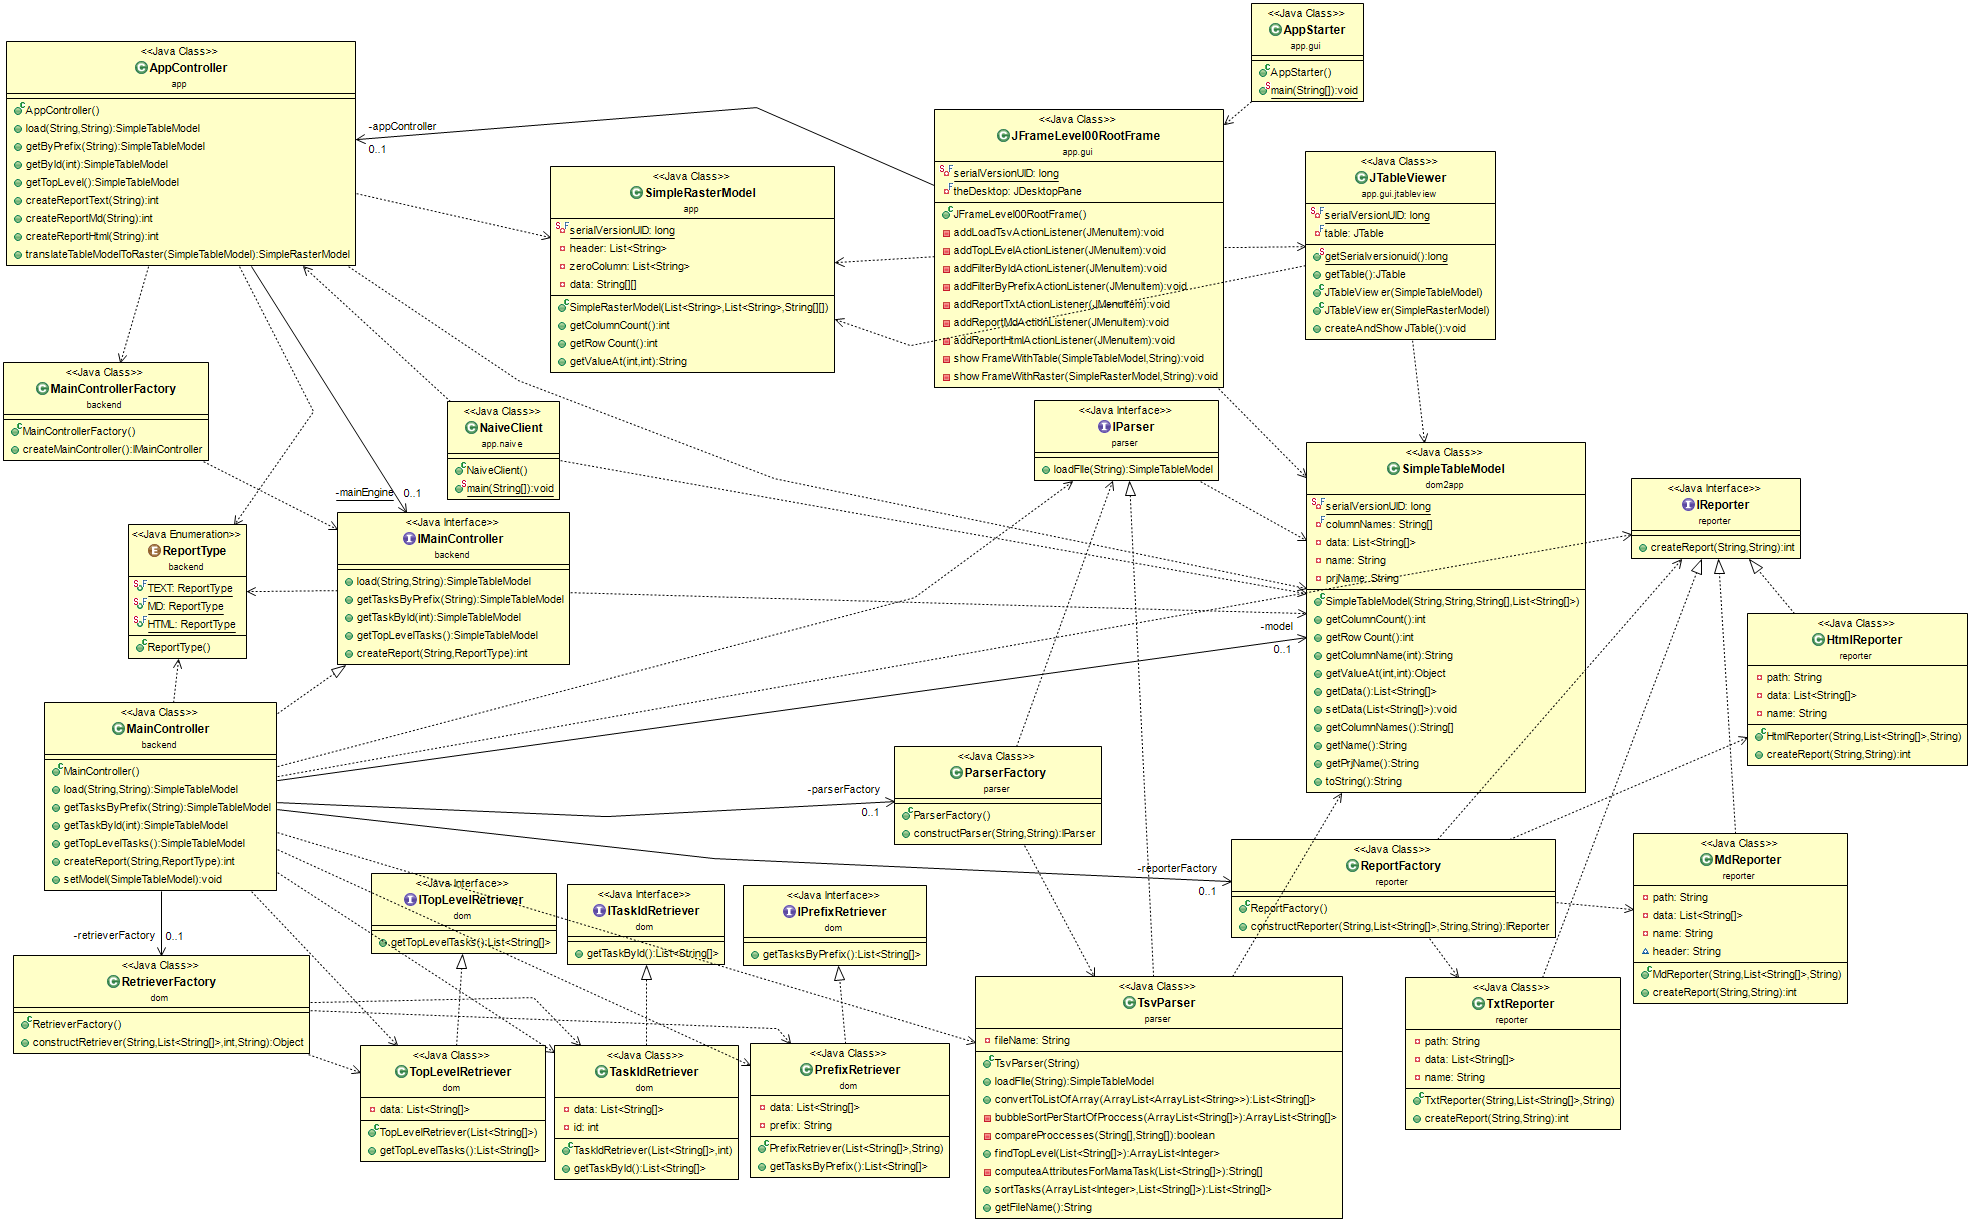 <<Java Class>>
AppStarter
app.gui
AppStarter()
main(String[]):void
<<Java Class>>
AppController
app
AppController()
load(String,String):SimpleTableModel
getByPrefix(String):SimpleTableModel
getById(int):SimpleTableModel
getTopLevel():SimpleTableModel
createReportText(String):int
createReportMd(String):int
createReportHtml(String):int
translateTableModelToRaster(SimpleTableModel):SimpleRasterModel
-appController
0..1
<<Java Class>>
JFrameLevel00RootFrame
app.gui
serialVersionUID: long
theDesktop: JDesktopPane
JFrameLevel00RootFrame()
addLoadTsvActionListener(JMenuItem):void
addTopLEvelActionListener(JMenuItem):void
addFilterByIdActionListener(JMenuItem):void
addFilterByPrefixActionListener(JMenuItem):void
addReportTxtActionListener(JMenuItem):void
addReportMdActionListener(JMenuItem):void
addReportHtmlActionListener(JMenuItem):void
showFrameWithTable(SimpleTableModel,String):void
showFrameWithRaster(SimpleRasterModel,String):void
<<Java Class>>
SimpleRasterModel
app
serialVersionUID: long
header: List<String>
zeroColumn: List<String>
data: String[][]
SimpleRasterModel(List<String>,List<String>,String[][])
getColumnCount():int
getRowCount():int
getValueAt(int,int):String
<<Java Class>>
JTableViewer
app.gui.jtableview
serialVersionUID: long
table: JTable
getSerialversionuid():long
getTable():JTable
JTableViewer(SimpleTableModel)
JTableViewer(SimpleRasterModel)
createAndShowJTable():void
<<Java Class>>
MainControllerFactory
backend
MainControllerFactory()
createMainController():IMainController
<<Java Class>>
NaiveClient
app.naive
NaiveClient()
main(String[]):void
<<Java Interface>>
IParser
parser
loadFIle(String):SimpleTableModel
<<Java Class>>
SimpleTableModel
dom2app
serialVersionUID: long
columnNames: String[]
data: List<String[]>
name: String
prjName: String
SimpleTableModel(String,String,String[],List<String[]>)
getColumnCount():int
getRowCount():int
getColumnName(int):String
getValueAt(int,int):Object
getData():List<String[]>
setData(List<String[]>):void
getColumnNames():String[]
getName():String
getPrjName():String
toString():String
<<Java Interface>>
IReporter
reporter
createReport(String,String):int
-mainEngine
0..1
<<Java Enumeration>>
ReportType
backend
TEXT: ReportType
MD: ReportType
HTML: ReportType
ReportType()
<<Java Interface>>
IMainController
backend
load(String,String):SimpleTableModel
getTasksByPrefix(String):SimpleTableModel
getTaskById(int):SimpleTableModel
getTopLevelTasks():SimpleTableModel
createReport(String,ReportType):int
-model
0..1
<<Java Class>>
HtmlReporter
reporter
path: String
data: List<String[]>
name: String
HtmlReporter(String,List<String[]>,String)
createReport(String,String):int
<<Java Class>>
MainController
backend
MainController()
load(String,String):SimpleTableModel
getTasksByPrefix(String):SimpleTableModel
getTaskById(int):SimpleTableModel
getTopLevelTasks():SimpleTableModel
createReport(String,ReportType):int
setModel(SimpleTableModel):void
-parserFactory
0..1
<<Java Class>>
ParserFactory
parser
ParserFactory()
constructParser(String,String):IParser
-reporterFactory
0..1
<<Java Class>>
ReportFactory
reporter
ReportFactory()
constructReporter(String,List<String[]>,String,String):IReporter
<<Java Class>>
MdReporter
reporter
path: String
data: List<String[]>
name: String
header: String
MdReporter(String,List<String[]>,String)
createReport(String,String):int
<<Java Interface>>
ITopLevelRetriever
dom
getTopLevelTasks():List<String[]>
<<Java Interface>>
ITaskIdRetriever
dom
getTaskById():List<String[]>
<<Java Interface>>
IPrefixRetriever
dom
getTasksByPrefix():List<String[]>
-retrieverFactory
0..1
<<Java Class>>
RetrieverFactory
dom
RetrieverFactory()
constructRetriever(String,List<String[]>,int,String):Object
<<Java Class>>
TopLevelRetriever
dom
data: List<String[]>
TopLevelRetriever(List<String[]>)
getTopLevelTasks():List<String[]>
<<Java Class>>
TaskIdRetriever
dom
data: List<String[]>
id: int
TaskIdRetriever(List<String[]>,int)
getTaskById():List<String[]>
<<Java Class>>
PrefixRetriever
dom
data: List<String[]>
prefix: String
PrefixRetriever(List<String[]>,String)
getTasksByPrefix():List<String[]>
<<Java Class>>
TsvParser
parser
fileName: String
TsvParser(String)
loadFIle(String):SimpleTableModel
convertToListOfArray(ArrayList<ArrayList<String>>):List<String[]>
bubbleSortPerStartOfProccess(ArrayList<String[]>):ArrayList<String[]>
compareProccesses(String[],String[]):boolean
findTopLevel(List<String[]>):ArrayList<Integer>
computeaAttributesForMamaTask(List<String[]>):String[]
sortTasks(ArrayList<Integer>,List<String[]>):List<String[]>
getFileName():String
<<Java Class>>
TxtReporter
reporter
path: String
data: List<String[]>
name: String
TxtReporter(String,List<String[]>,String)
createReport(String,String):int